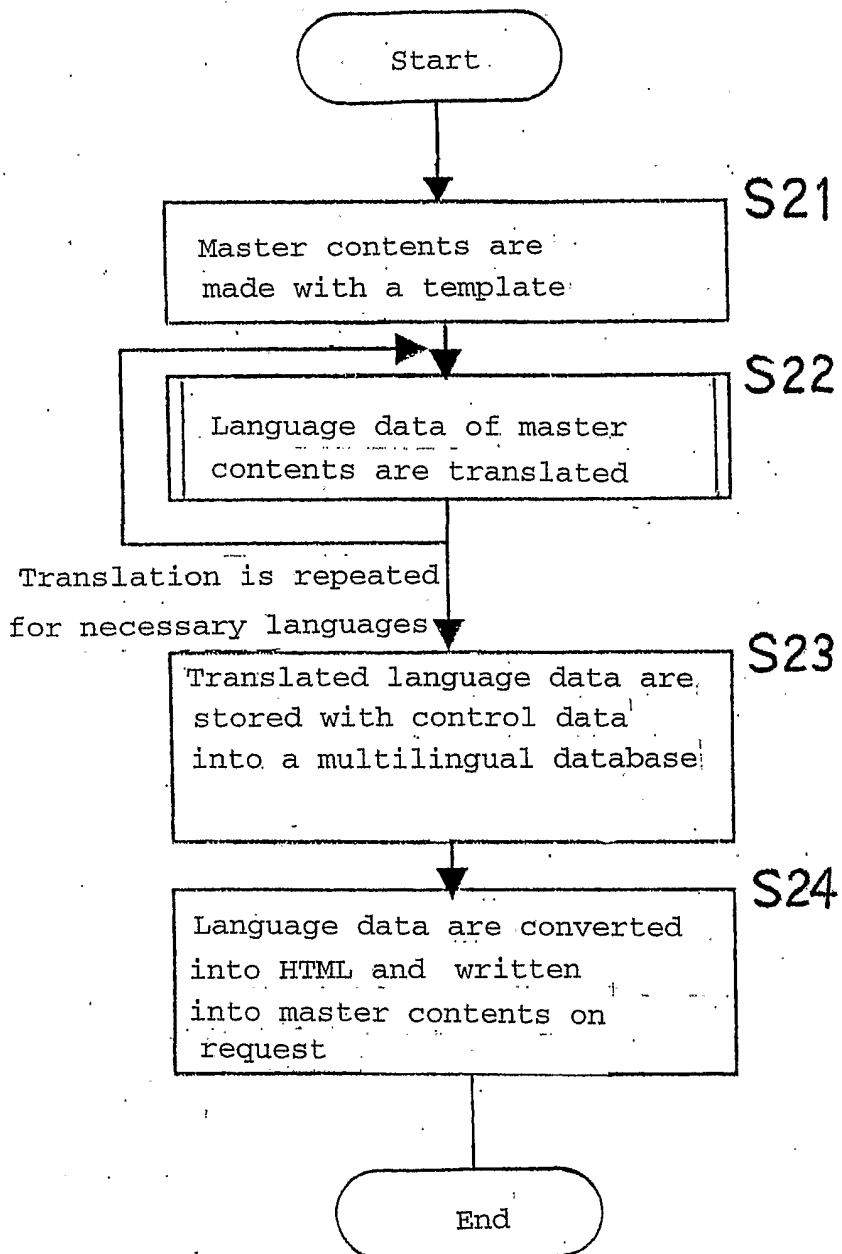 Start
S21
Master contents are
made with a template
S22
Language data of master
contents are translated
Translation is repeated
for necessary languages
S23
Translated language data are
stored with control data
into a multilingual database
S24
Language data are converted
into HTML and written
into master contents on
request
End